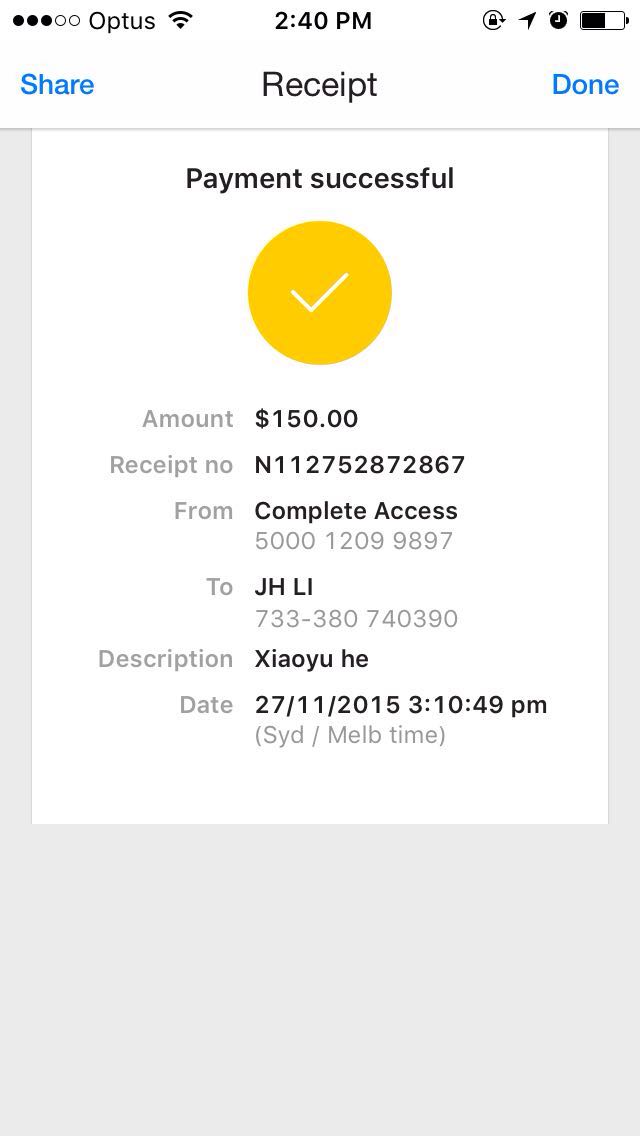 Optus 2:40 PM
Share Receipt Done
Payment successful
Amount $150.00
Receipt no N112752872867
From Complete Access
5000 1209 9897
To JH LI
733-380 740390
Description Xiaoyu he
Date 27/11/2015 3:10:49 pm
(Syd / Melb time)